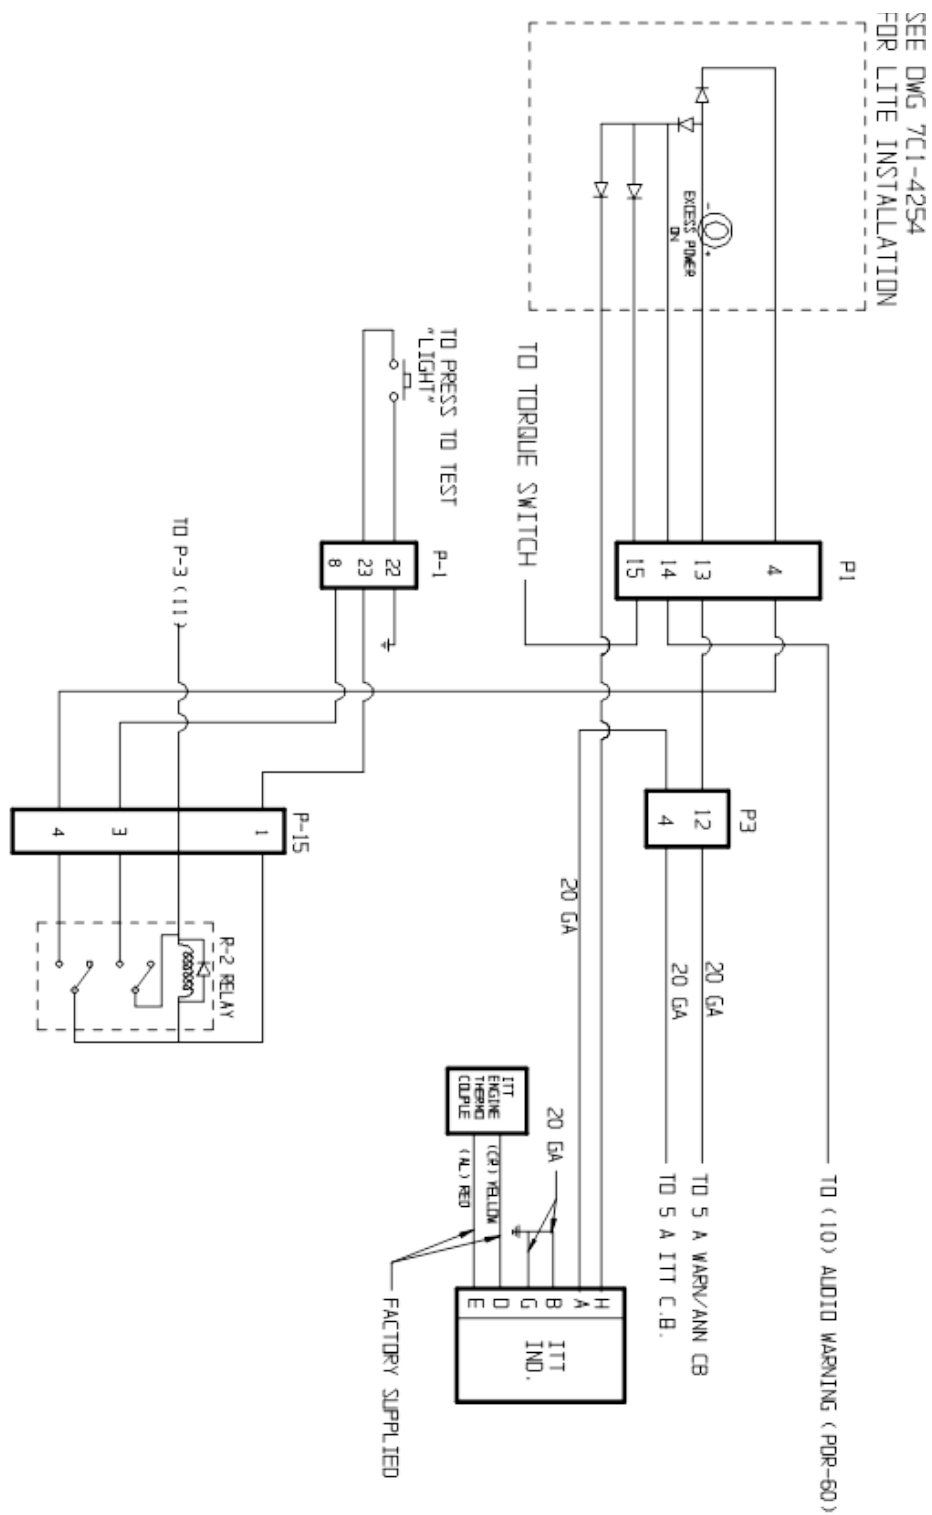 SEE DWG 7C1-4254
FOR LITE INSTALLATION
EXCESS POWER
ON
-
+
TO TORQUE SWITCH
P1
4
13
14
15
TO PRESS TO TEST
"LIGHT"
P-1
22
23
8
TO P-3 (11)
P-15
1
3
4
R-2 RELAY
P3
12
4
20 GA
20 GA
20 GA
TO 5 A WARN/ANN CB
TO 5 A ITT C.B.
TO (10) AUDIO WARNING (PDR-60)
ITT
ENGINE
THERMO
COUPLE
(CR) YELLOW
(AL) RED
20 GA
FACTORY SUPPLIED
H
A
B
G
D
E
ITT
IND.